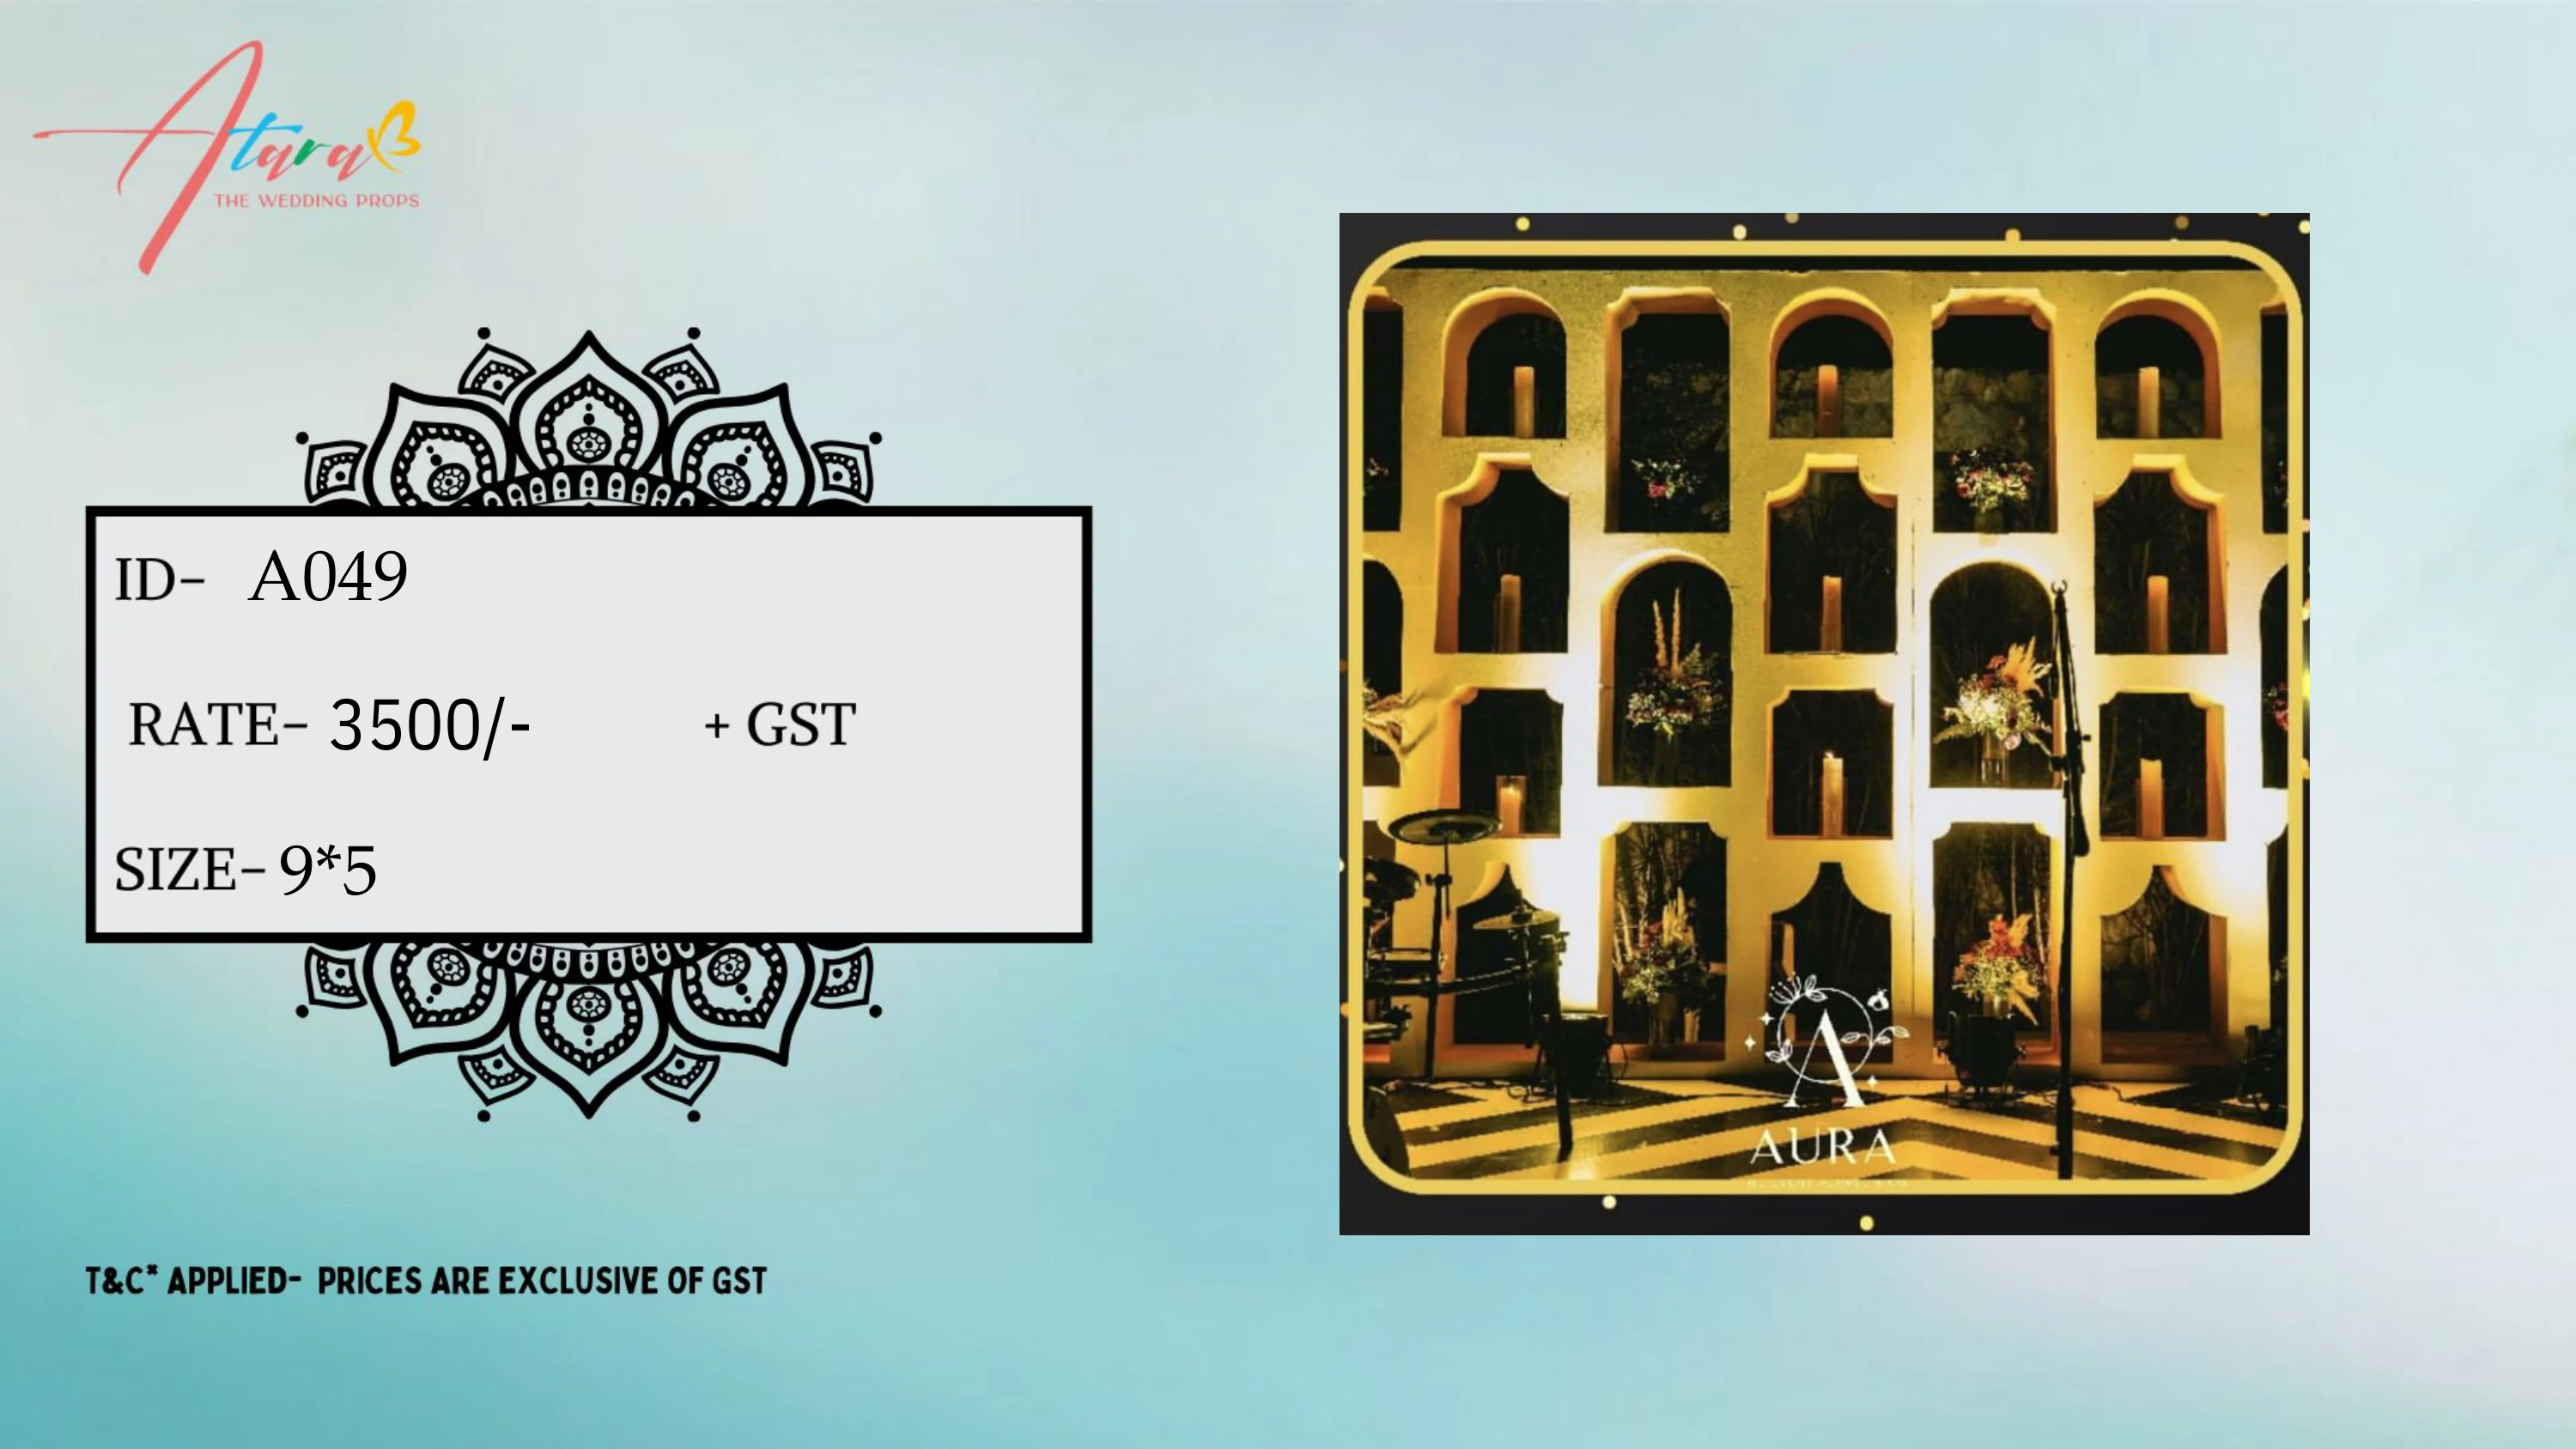 Atara
THE WEDDING PROPS
ID- A049
RATE- 3500/- + GST
SIZE- 9*5
A
AURA
T&C* APPLIED- PRICES ARE EXCLUSIVE OF GST